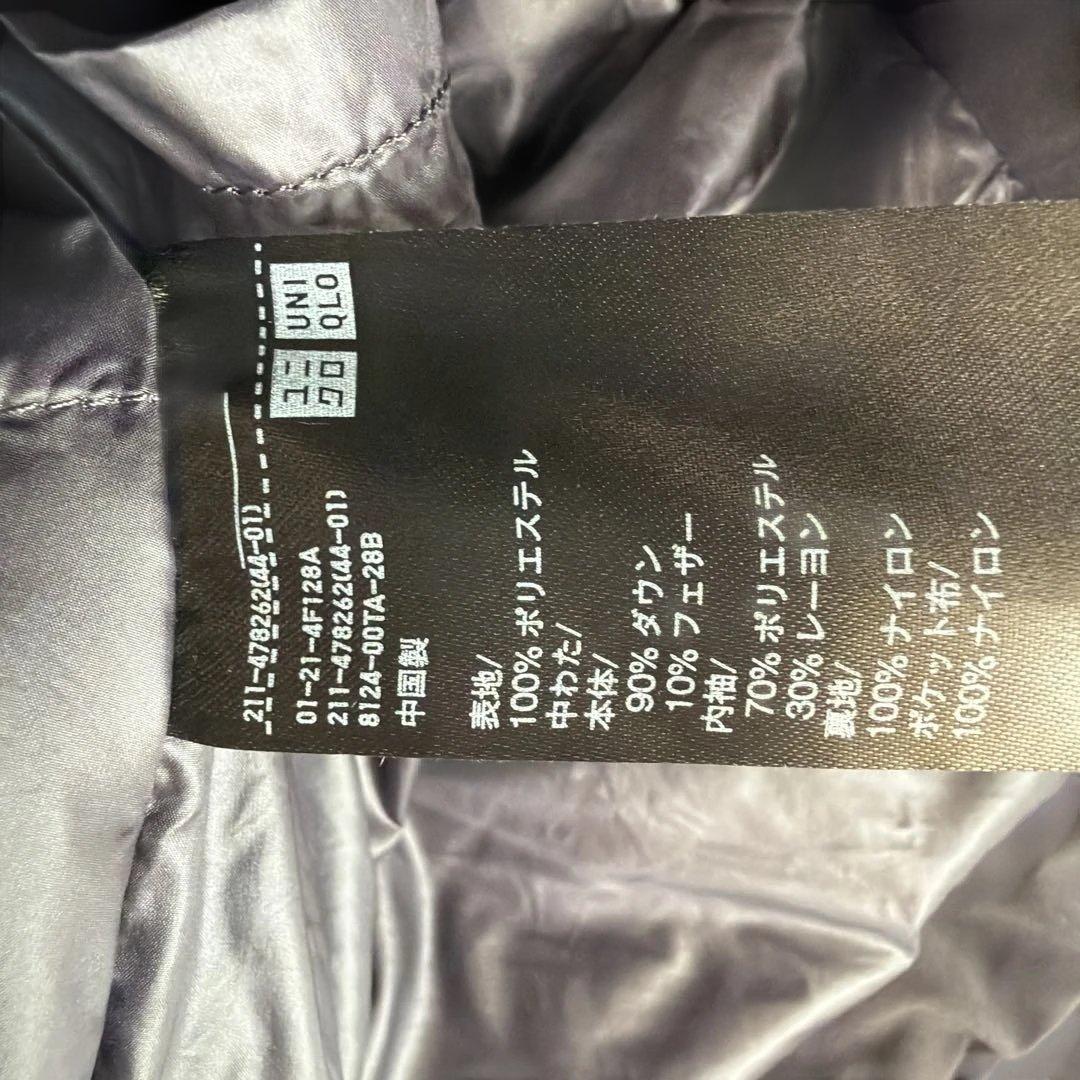 211-478262(44-01)
ユニ
クロ
UNI
QLO
01-21-4F128A
211-478262(44-01)
8124-00TA-28B
中国製
表地/
100% ポリエステル
中わた/
本体/
90% ダウン
10% フェザー
内袖/
70% ポリエステル
30% レーヨン
裏地/
100% ナイロン
ポケット布/
100% ナイロン